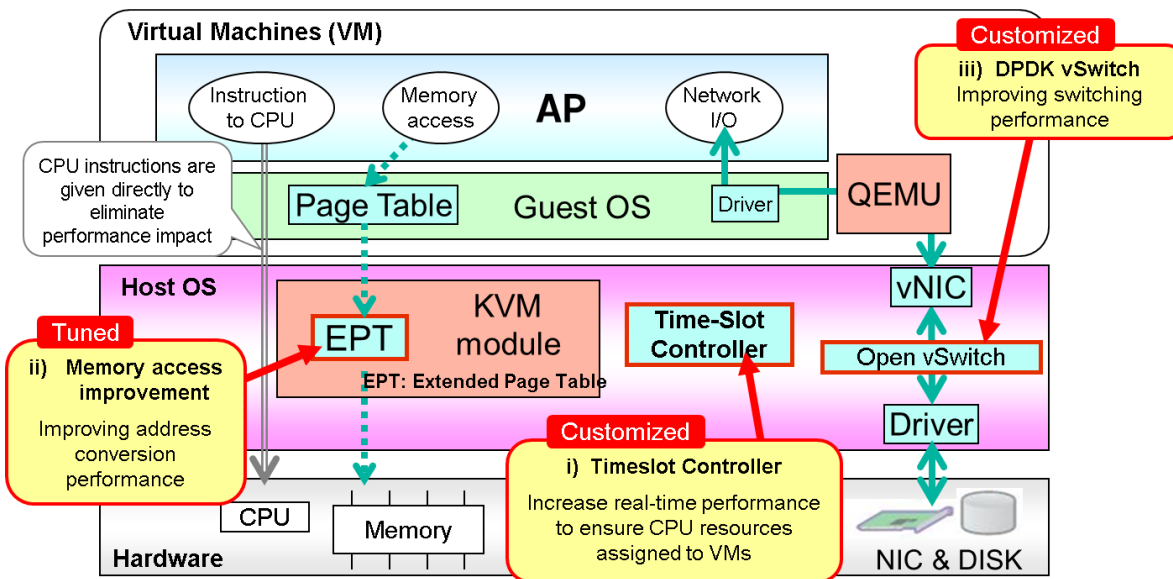 Virtual Machines (VM)
Customized
iii) DPDK vSwitch
Improving switching
performance
Instruction
to CPU
Memory
access
AP
Network
I/O
CPU instructions are
given directly to
eliminate
performance impact
Page Table
Guest OS
Driver
QEMU
Host OS
vNIC
KVM
module
EPT
EPT: Extended Page Table
Time-Slot
Controller
Open vSwitch
Driver
Tuned
ii) Memory access
improvement
Improving address
conversion
performance
Customized
i) Timeslot Controller
Increase real-time performance
to ensure CPU resources
assigned to VMs
CPU
Memory
Hardware
NIC & DISK